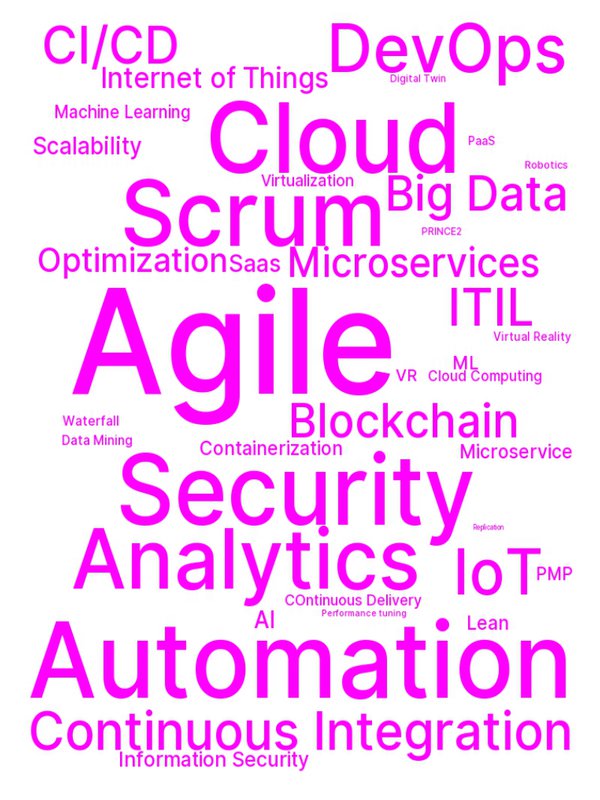 CI/CD
DevOps
Internet of Things
Digital Twin
Machine Learning
Cloud
Scalability
PaaS
Robotics
Virtualization
Big Data
Scrum
PRINCE2
Optimization
Saas
Microservices
Agile
ITIL
Virtual Reality
ML
VR
Cloud Computing
Waterfall
Blockchain
Data Mining
Containerization
Microservice
Security
Replication
Analytics
IoT
PMP
COntinuous Delivery
Performance tuning
AI
Lean
Automation
Continuous Integration
Information Security